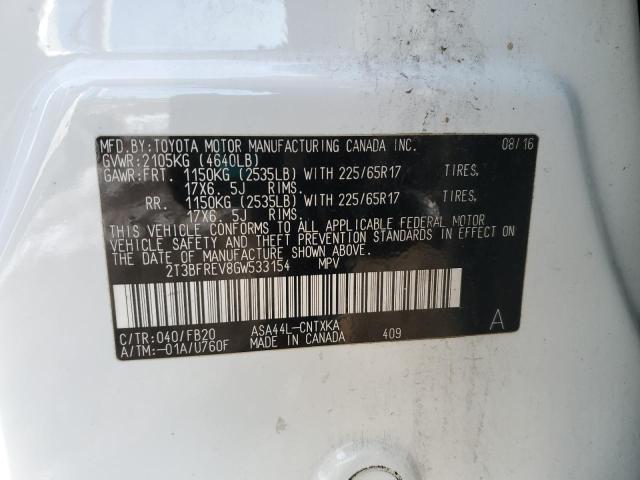 MFD.BY:TOYOTA MOTOR MANUFACTURING CANADA INC. 08/16
GVWR:2105KG (4640LB)
GAWR:FRT. 1150KG (2535LB) WITH 225/65R17 TIRES,
17X6. 5J RIMS.
RR. 1150KG (2535LB) WITH 225/65R17 TIRES,
17X6. 5J RIMS.
THIS VEHICLE CONFORMS TO ALL APPLICABLE FEDERAL MOTOR
VEHICLE SAFETY AND THEFT PREVENTION STANDARDS IN EFFECT ON
THE DATE OF MANUFACTURE SHOWN ABOVE.
2T3BFREV8GW533154 MPV
C/TR:040/FB20 ASA44L-CNTXKA A
A/TM:-01A/U760F MADE IN CANADA 409